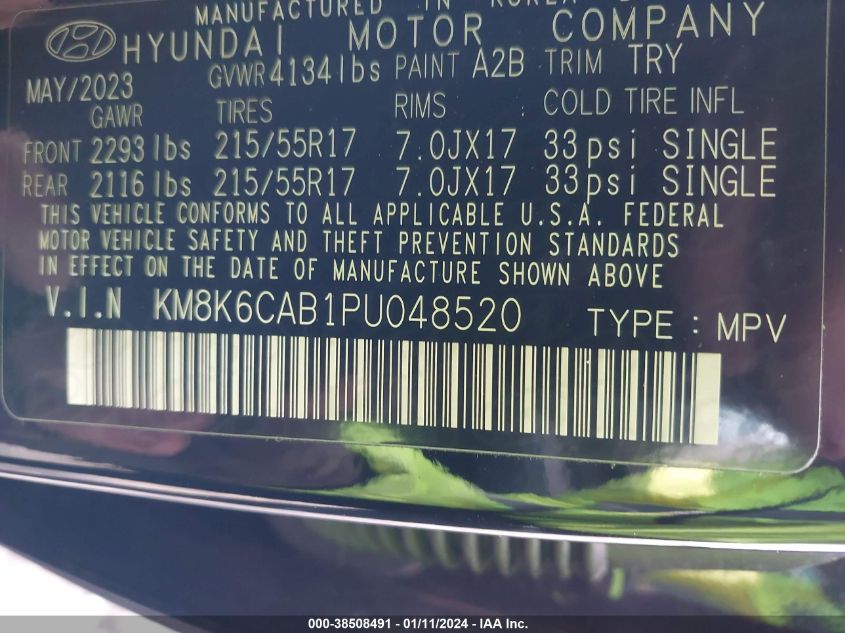 MANUFACTURED IN KOREA
HYUNDAI MOTOR COMPANY
MAY/2023 GVWR 4134 lbs PAINT A2B TRIM TRY
GAWR TIRES RIMS COLD TIRE INFL
FRONT 2293 lbs 215/55R17 7.0JX17 33psi SINGLE
REAR 2116 lbs 215/55R17 7.0JX17 33psi SINGLE
THIS VEHICLE CONFORMS TO ALL APPLICABLE U.S.A. FEDERAL
MOTOR VEHICLE SAFETY AND THEFT PREVENTION STANDARDS
IN EFFECT ON THE DATE OF MANUFACTURE SHOWN ABOVE
V.I.N KM8K6CAB1PU048520 TYPE : MPV
000-38508491 - 01/11/2024 - IAA Inc.